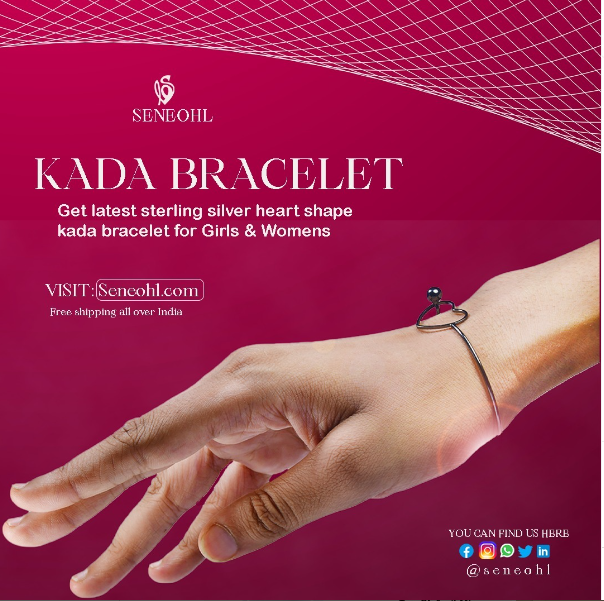 SENEOHL
KADA BRACELET
Get latest sterling silver heart shape
kada bracelet for Girls & Womens
VISIT: Seneohl.com
Free shipping all over India
YOU CAN FIND US HERE
@seneohl